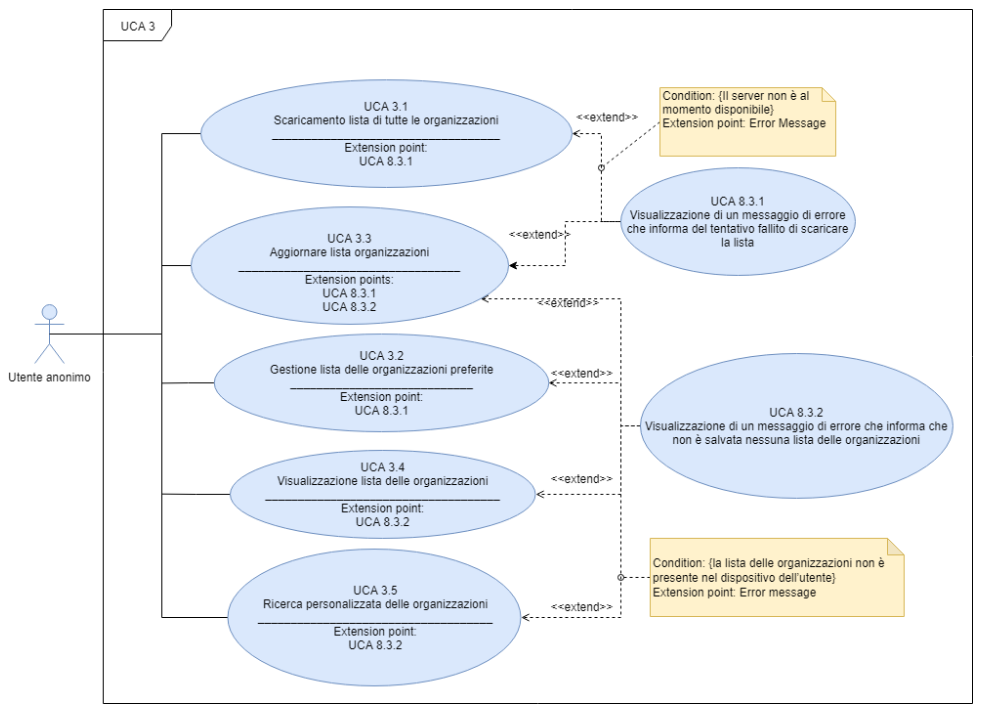 UCA 3
UCA 3.1
Scaricamento lista di tutte le organizzazioni
Extension point:
UCA 8.3.1
<<extend>>
Condition: {Il server non è al
momento disponibile}
Extension point: Error Message
UCA 8.3.1
Visualizzazione di un messaggio di errore
che informa del tentativo fallito di scaricare
la lista
UCA 3.3
Aggiornare lista organizzazioni
Extension points:
UCA 8.3.1
UCA 8.3.2
<<extend>>
<<extend>>
Utente anonimo
UCA 3.2
Gestione lista delle organizzazioni preferite
Extension point:
UCA 8.3.1
<<extend>>
UCA 8.3.2
Visualizzazione di un messaggio di errore che informa che
non è salvata nessuna lista delle organizzazioni
UCA 3.4
Visualizzazione lista delle organizzazioni
Extension point:
UCA 8.3.2
<<extend>>
Condition: {la lista delle organizzazioni non è
presente nel dispositivo dell'utente}
Extension point: Error message
UCA 3.5
Ricerca personalizzata delle organizzazioni
Extension point:
UCA 8.3.2
<<extend>>